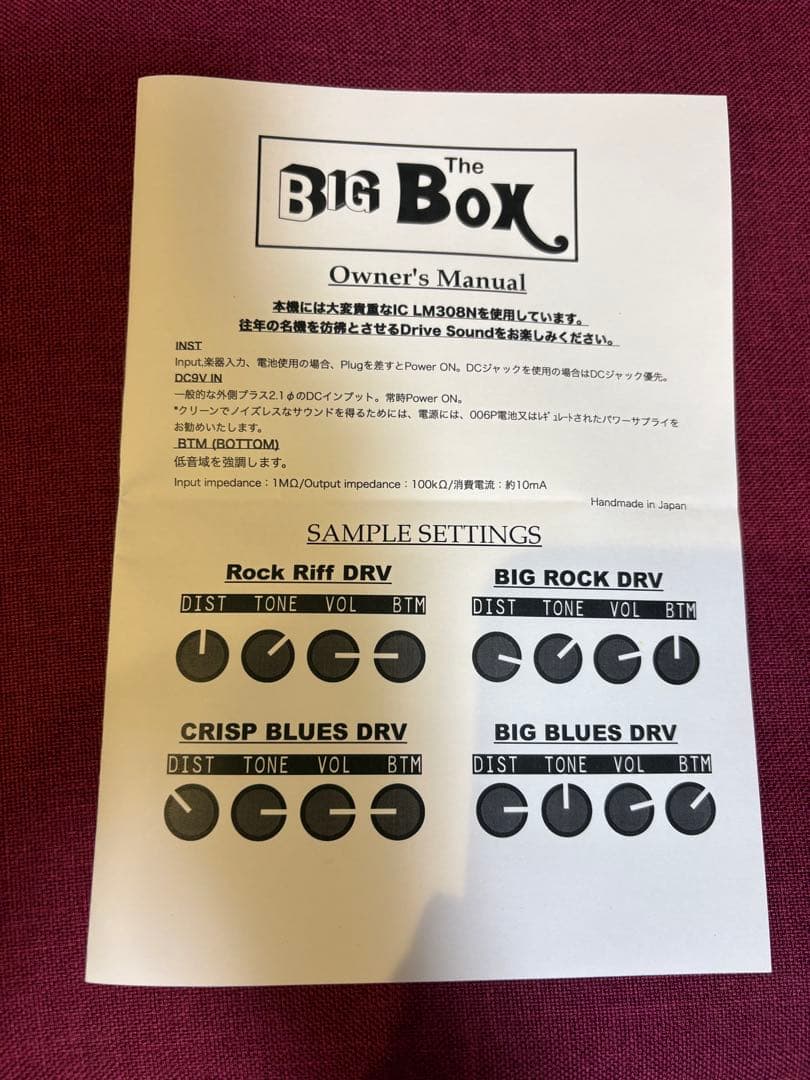 The
BIG BOX
Owner's Manual
本機には大変貴重なIC LM308Nを使用しています。
往年の名機を彷彿とさせるDrive Soundをお楽しみください。
INST
Input,楽器入力、電池使用の場合、Plugを差すとPower ON。DCジャックを使用の場合はDCジャック優先。
DC9V IN
一般的な外側プラス2.1φのDCインプット。常時Power ON。
*クリーンでノイズレスなサウンドを得るためには、電源には、006P電池又はﾚｷﾞｭﾚｰﾄされたパワーサプライを
お勧めいたします。
BTM (BOTTOM)
低音域を強調します。
Input impedance：1MΩ/Output impedance：100kΩ/消費電流：約10mA
Handmade in Japan
SAMPLE SETTINGS
Rock Riff DRV
DIST TONE VOL BTM
BIG ROCK DRV
DIST TONE VOL BTM
CRISP BLUES DRV
DIST TONE VOL BTM
BIG BLUES DRV
DIST TONE VOL BTM